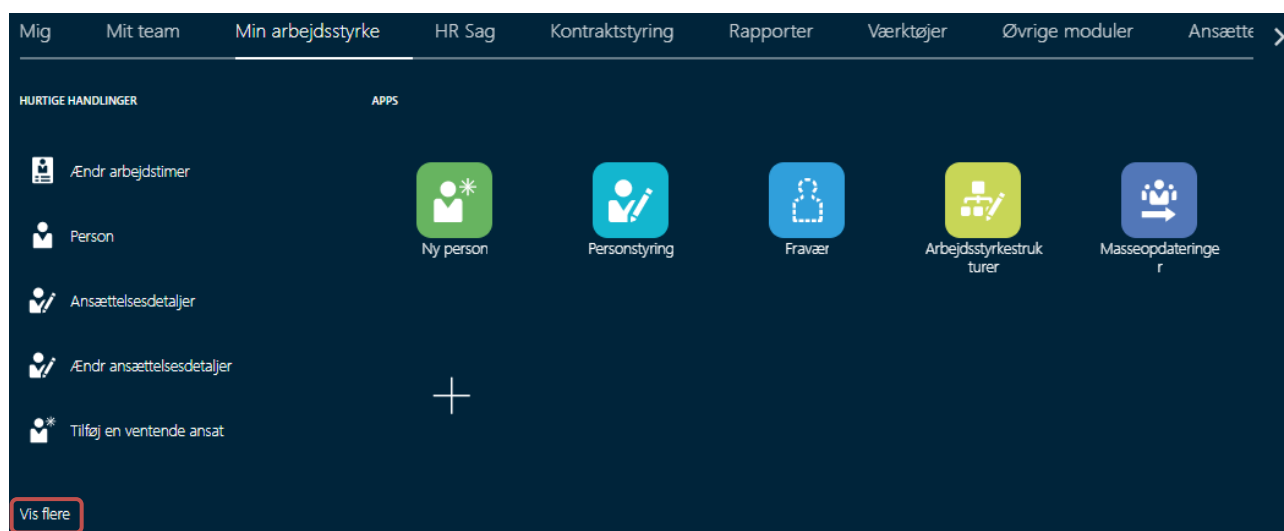 Mig Mit team Min arbejdsstyrke HR Sag Kontraktstyring Rapporter Værktøjer Øvrige moduler Ansætte
HURTIGE HANDLINGER APPS
Ændr arbejdstimer
Person
Ansættelsesdetaljer
Ændr ansættelsesdetaljer
Tilføj en ventende ansat
Vis flere
Ny person Personstyring Fravær Arbejdsstyrkestruk Masseopdateringe
turer r